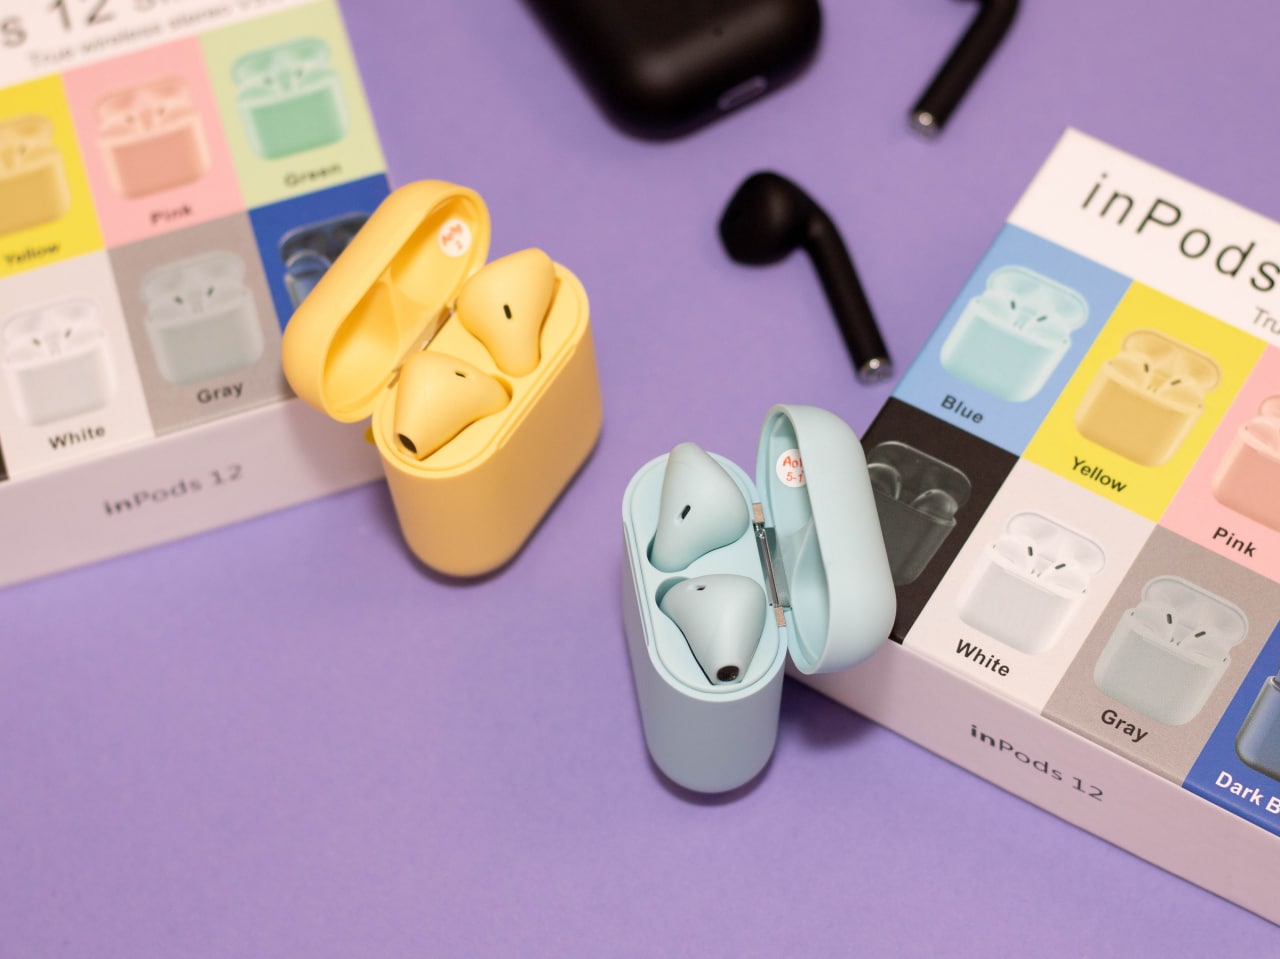 s 12
True wireless stereo
Pink
Green
Yellow
White
Gray
inPods 12
inPods
Blue
Yellow
Pink
White
Gray
Dark B
inPods 12